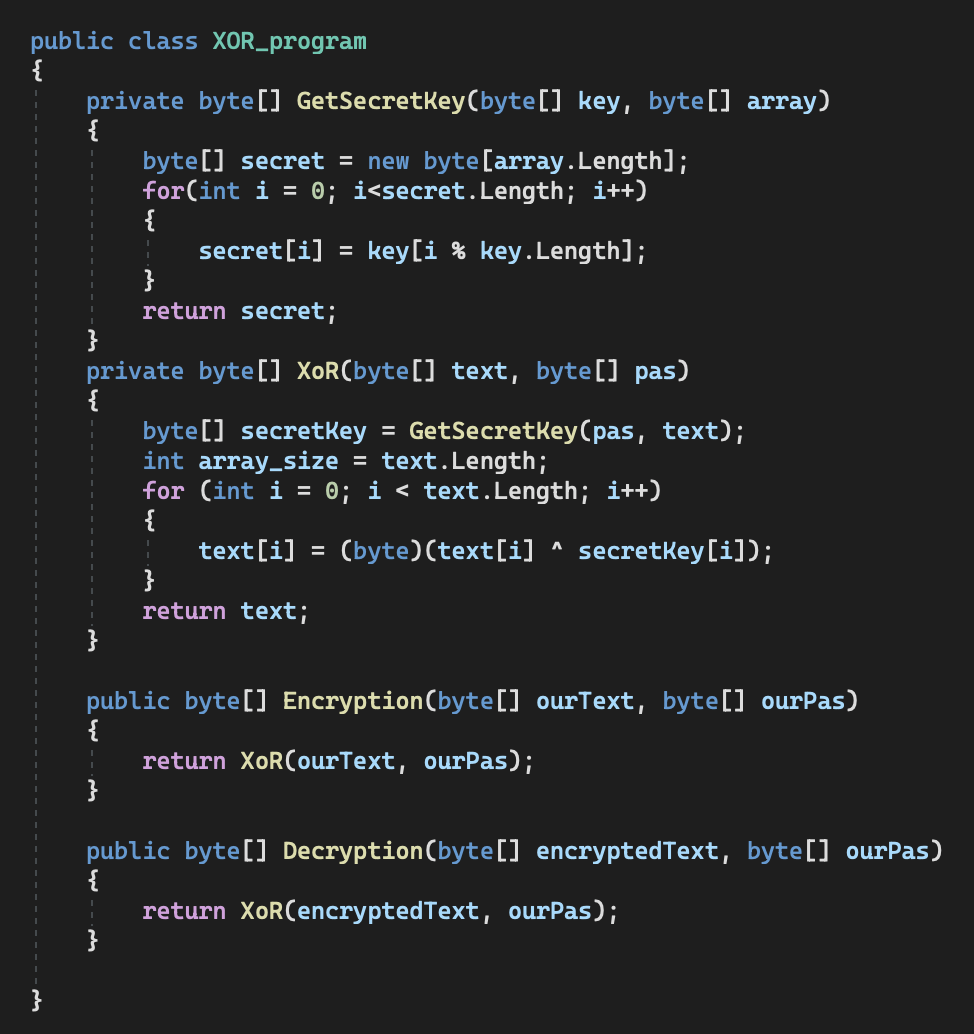 public class XOR_program
{
    private byte[] GetSecretKey(byte[] key, byte[] array)
    {
        byte[] secret = new byte[array.Length];
        for(int i = 0; i<secret.Length; i++)
        {
            secret[i] = key[i % key.Length];
        }
        return secret;
    }
    private byte[] XoR(byte[] text, byte[] pas)
    {
        byte[] secretKey = GetSecretKey(pas, text);
        int array_size = text.Length;
        for (int i = 0; i < text.Length; i++)
        {
            text[i] = (byte)(text[i] ^ secretKey[i]);
        }
        return text;
    }
    public byte[] Encryption(byte[] ourText, byte[] ourPas)
    {
        return XoR(ourText, ourPas);
    }
    public byte[] Decryption(byte[] encryptedText, byte[] ourPas)
    {
        return XoR(encryptedText, ourPas);
    }
}